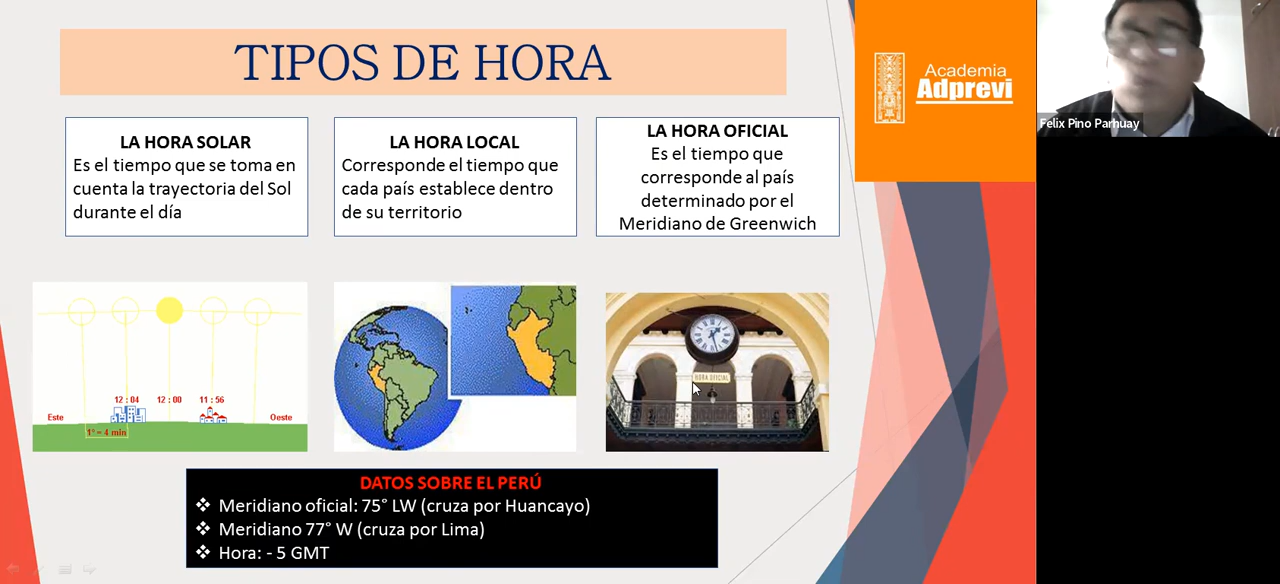 TIPOS DE HORA
Academia
Adprevi
Felix Pino Parhuay
LA HORA SOLAR
Es el tiempo que se toma en
cuenta la trayectoria del Sol
durante el día
LA HORA LOCAL
Corresponde el tiempo que
cada país establece dentro
de su territorio
LA HORA OFICIAL
Es el tiempo que
corresponde al país
determinado por el
Meridiano de Greenwich
12 : 04
12 : 00
11 : 56
Este
Oeste
1° = 4 min
HORA OFICIAL
DATOS SOBRE EL PERÚ
❖ Meridiano oficial: 75° LW (cruza por Huancayo)
❖ Meridiano 77° W (cruza por Lima)
❖ Hora: - 5 GMT